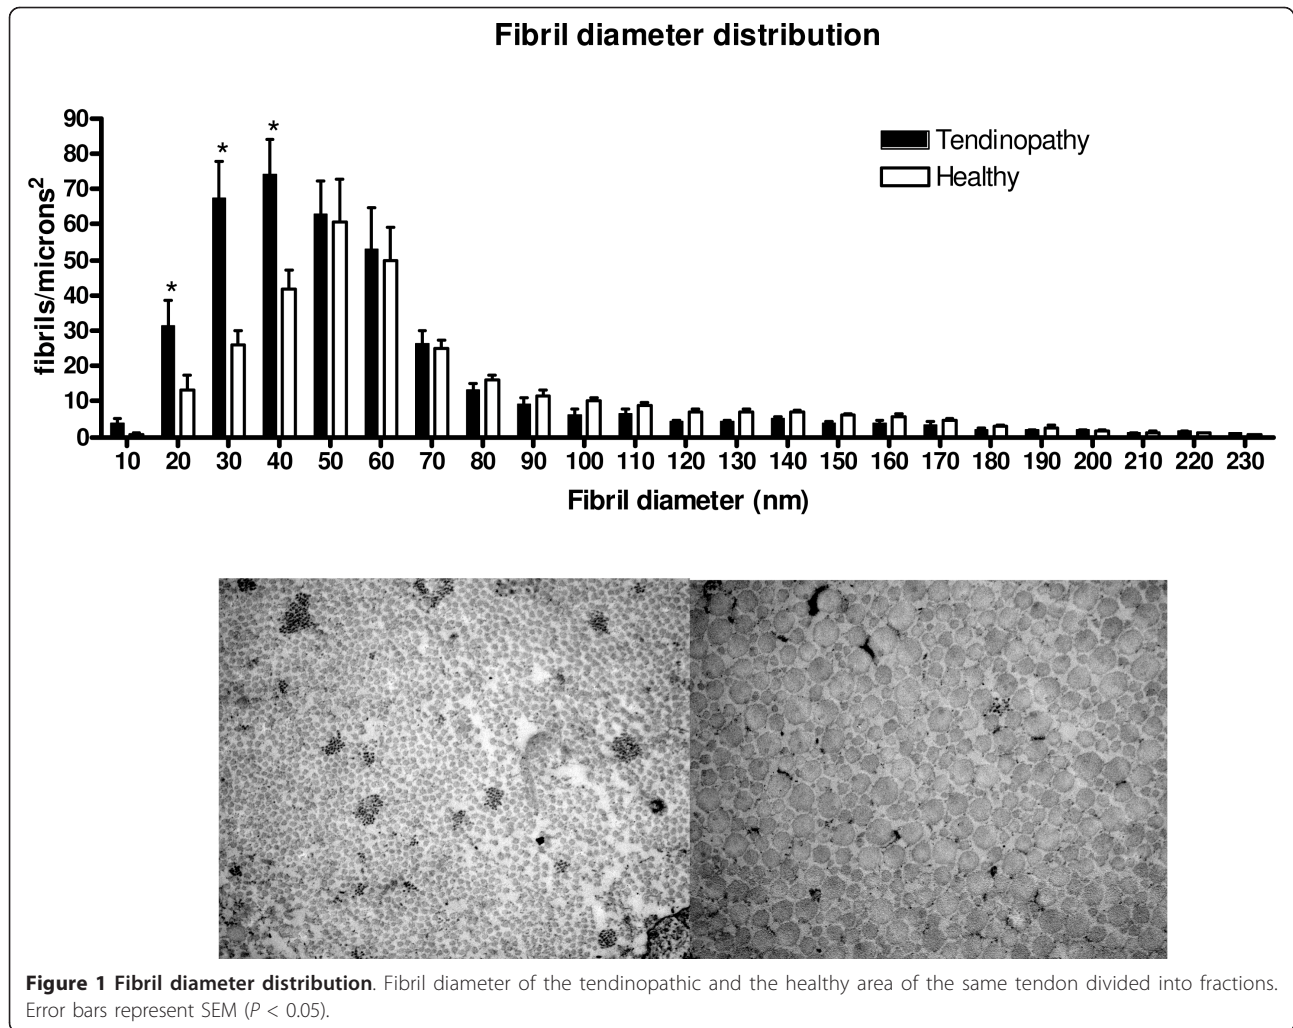 Fibril diameter distribution
Tendinopathy
Healthy
fibrils/microns²
90
80
70
60
50
40
30
20
10
0
*
*
*
10 20 30 40 50 60 70 80 90 100 110 120 130 140 150 160 170 180 190 200 210 220 230
Fibril diameter (nm)
Figure 1 Fibril diameter distribution. Fibril diameter of the tendinopathic and the healthy area of the same tendon divided into fractions.
Error bars represent SEM (P < 0.05).